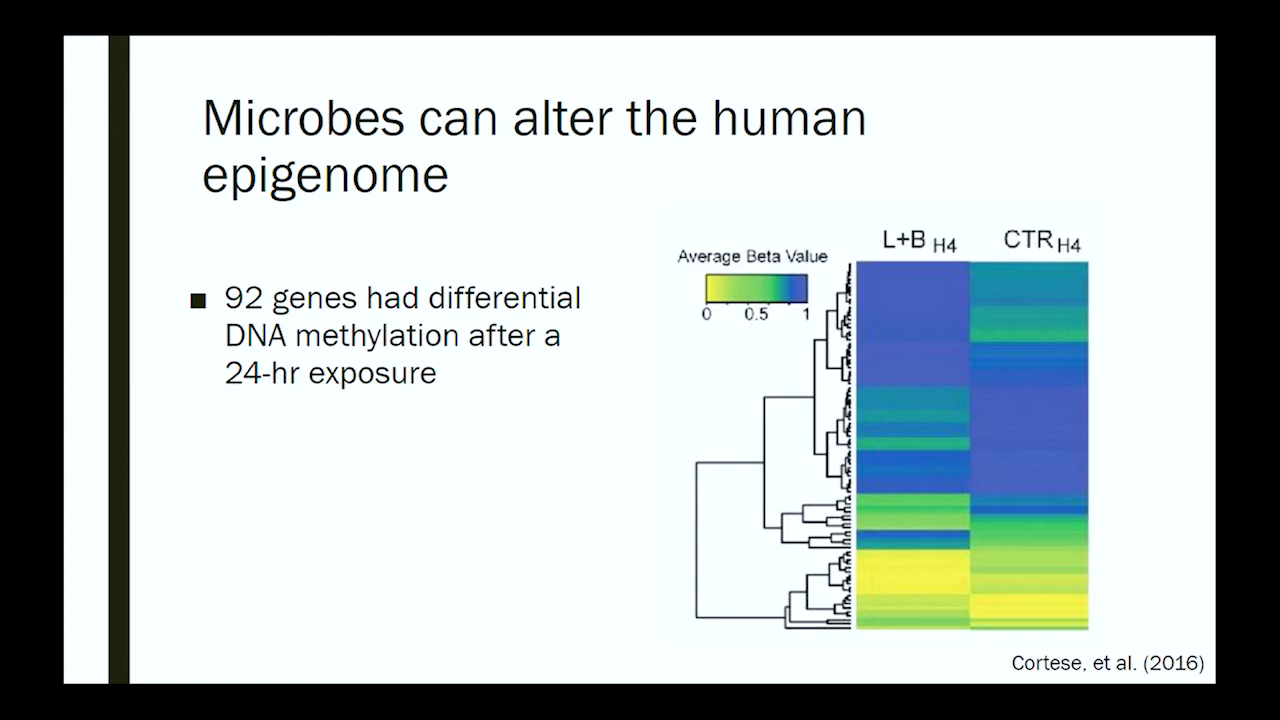 Microbes can alter the human
epigenome
■ 92 genes had differential
DNA methylation after a
24-hr exposure
Average Beta Value
0 0.5 1
L+B H4 CTR H4
Cortese, et al. (2016)